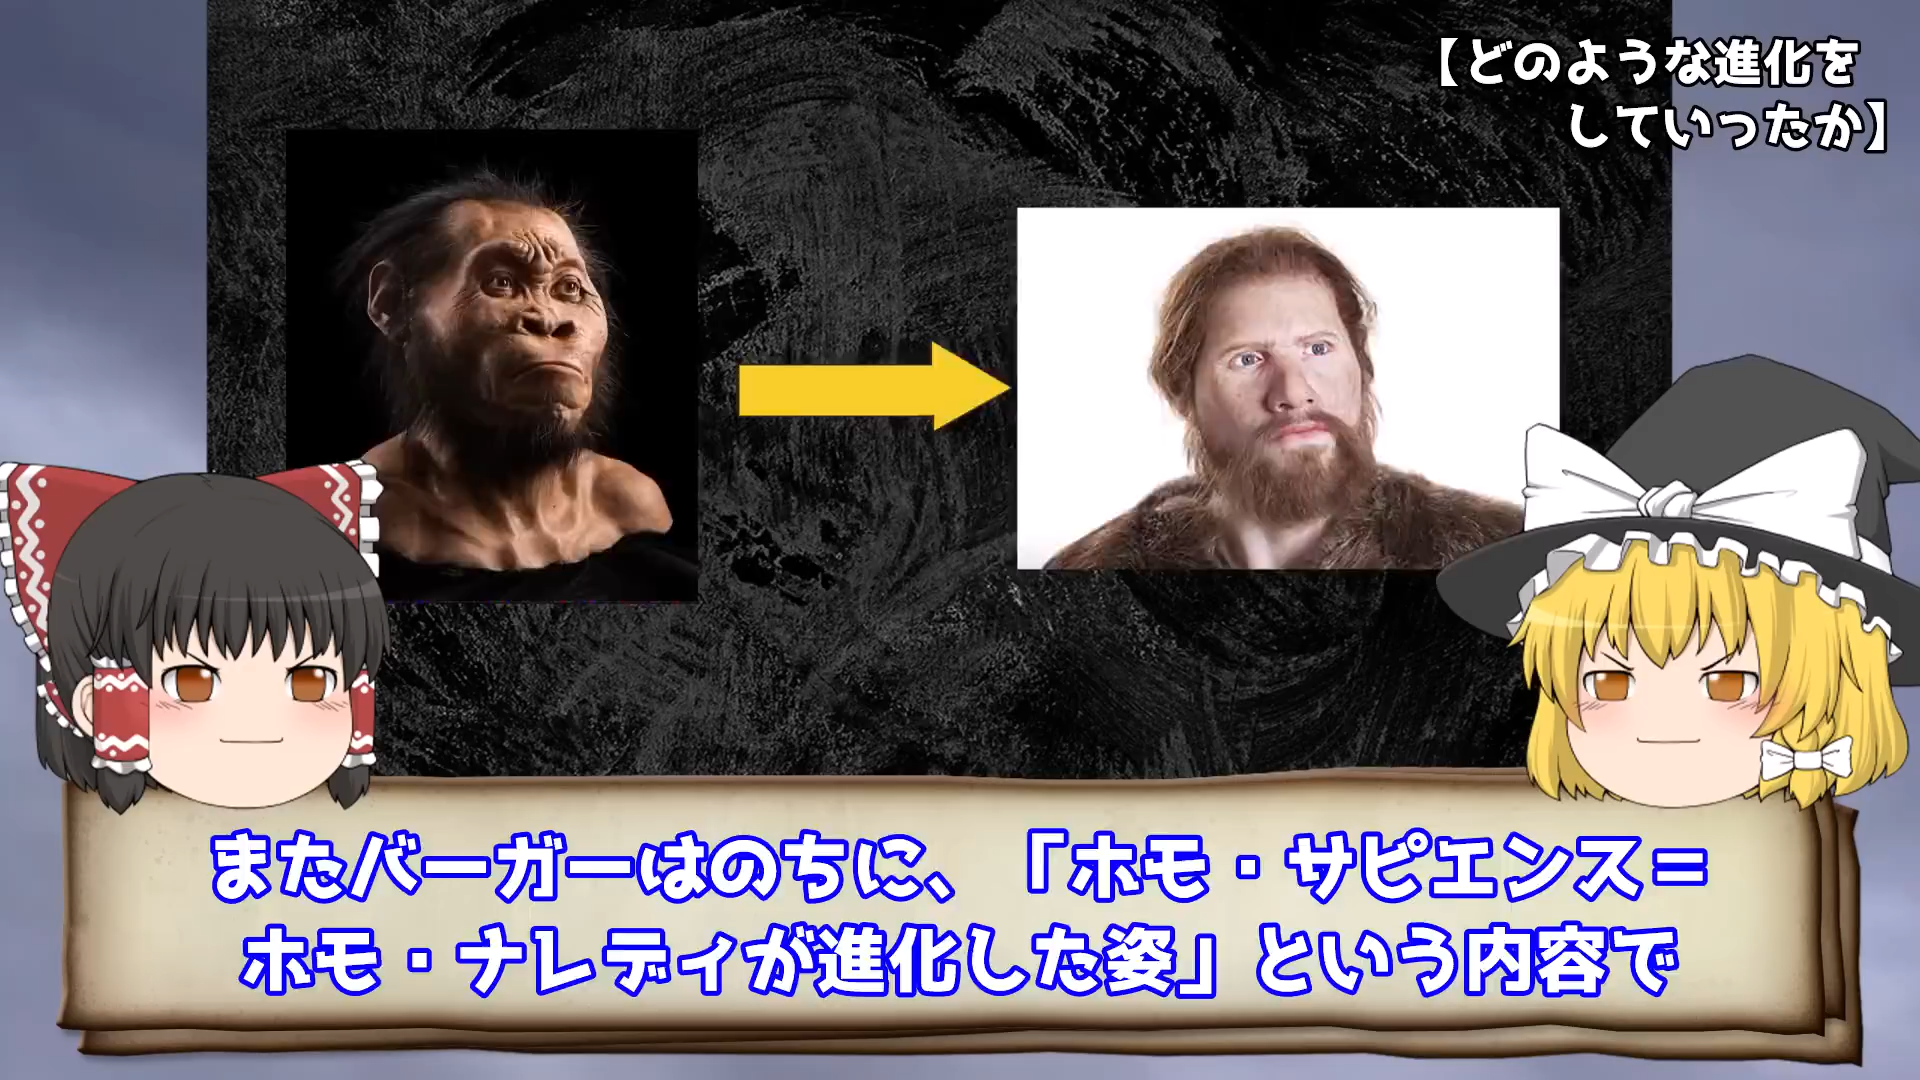 【どのような進化を
していったか】
またバーガーはのちに、「ホモ・サピエンス＝
ホモ・ナレディが進化した姿」という内容で